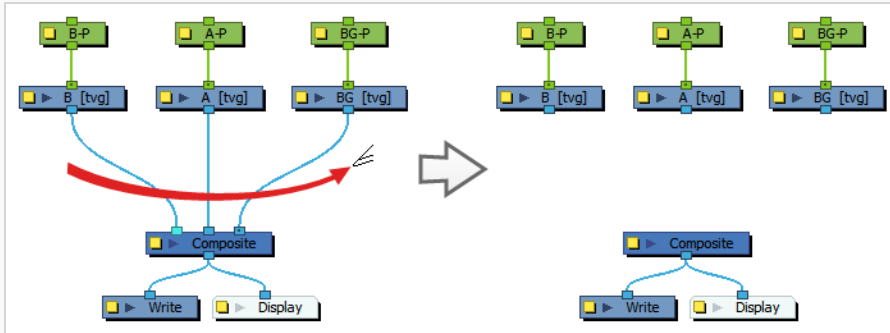 B-P A-P BG-P B-P A-P BG-P
B [tvg] A [tvg] BG [tvg] B [tvg] A [tvg] BG [tvg]
Composite Composite
Write Display Write Display